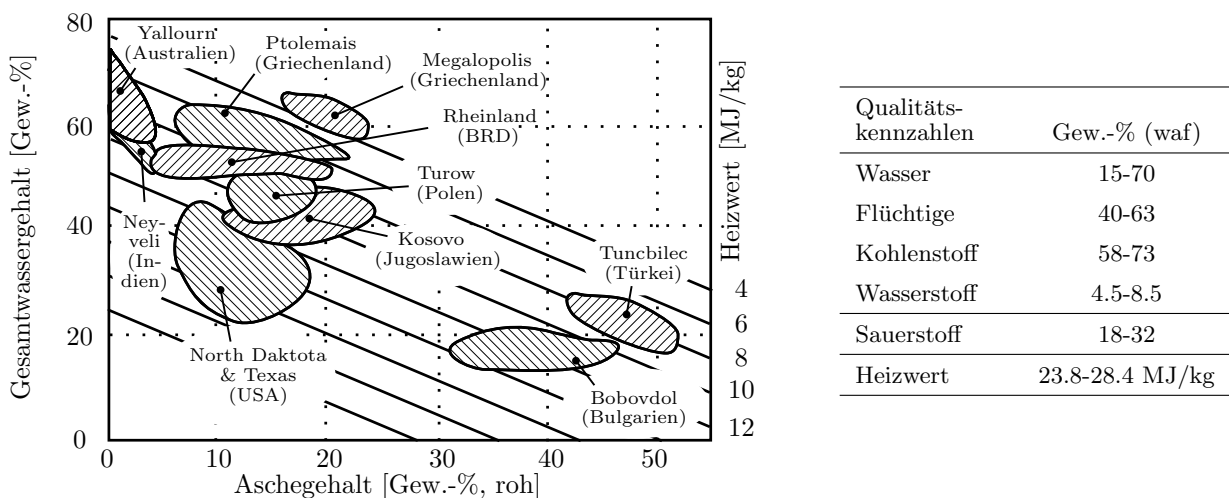 80
60
40
20
0
Gesamtwassergehalt [Gew.-%]
Yallourn
(Australien)
Ptolemais
(Griechenland)
Megalopolis
(Griechenland)
Rheinland
(BRD)
Turow
(Polen)
Ney-
veli
(In-
dien)
Kosovo
(Jugoslawien)
Tuncbilec
(Türkei)
North Daktota
& Texas
(USA)
Bobovdol
(Bulgarien)
Heizwert [MJ/kg]
4
6
8
10
12
0 10 20 30 40 50
Aschegehalt [Gew.-%, roh]
Qualitäts-
kennzahlen Gew.-% (waf)
Wasser 15-70
Flüchtige 40-63
Kohlenstoff 58-73
Wasserstoff 4.5-8.5
Sauerstoff 18-32
Heizwert 23.8-28.4 MJ/kg